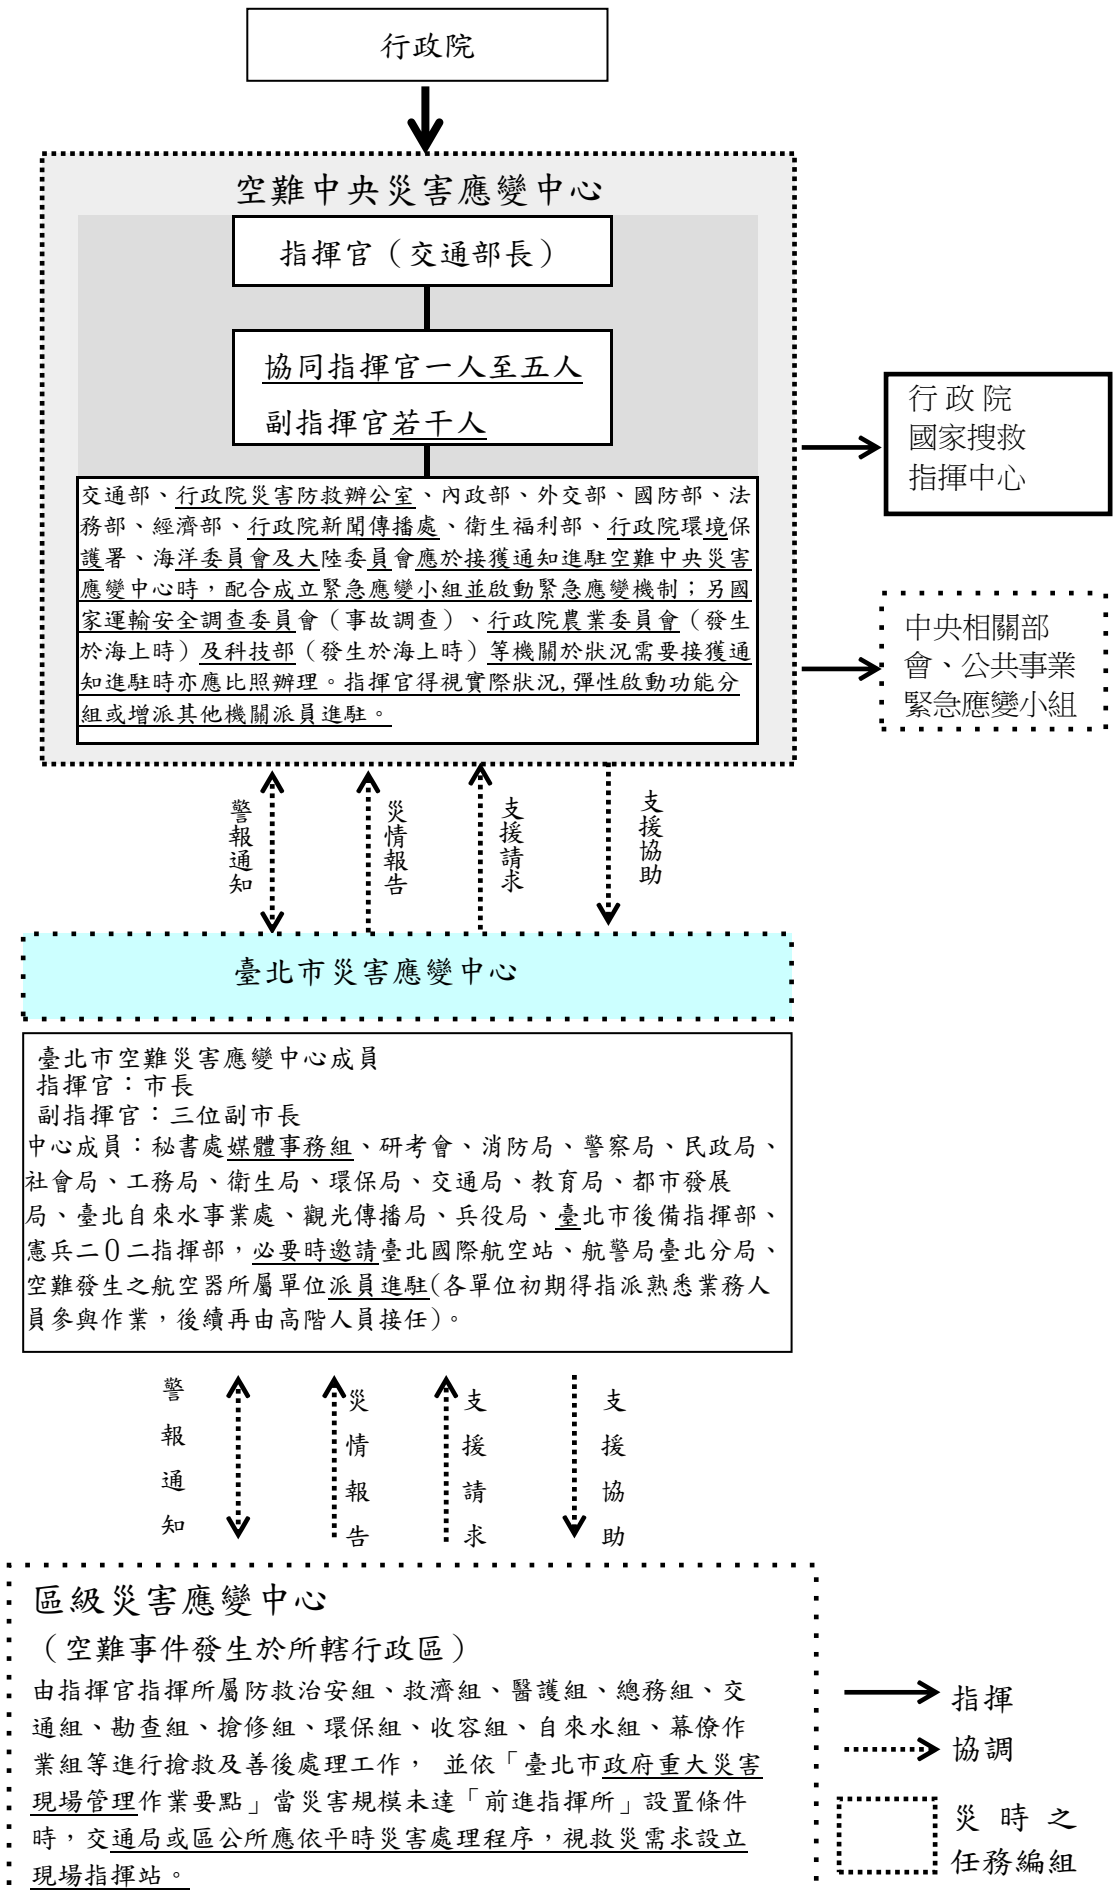 行政院
空難中央災害應變中心
指揮官（交通部長）
協同指揮官一人至五人
副指揮官若干人
交通部、行政院災害防救辦公室、內政部、外交部、國防部、法
務部、經濟部、行政院新聞傳播處、衛生福利部、行政院環境保
護署、海洋委員會及大陸委員會應於接獲通知進駐空難中央災害
應變中心時，配合成立緊急應變小組並啟動緊急應變機制；另國
家運輸安全調查委員會（事故調查）、行政院農業委員會（發生
於海上時）及科技部（發生於海上時）等機關於狀況需要接獲通
知進駐時亦應比照辦理。指揮官得視實際狀況,彈性啟動功能分
組或增派其他機關派員進駐。
行政院
國家搜救
指揮中心
中央相關部
會、公共事業
緊急應變小組
警報通知
災情報告
支援請求
支援協助
臺北市災害應變中心
臺北市空難災害應變中心成員
指揮官：市長
副指揮官：三位副市長
中心成員：秘書處媒體事務組、研考會、消防局、警察局、民政局、
社會局、工務局、衛生局、環保局、交通局、教育局、都市發展
局、臺北自來水事業處、觀光傳播局、兵役局、臺北市後備指揮部、
憲兵二0二指揮部，必要時邀請臺北國際航空站、航警局臺北分局、
空難發生之航空器所屬單位派員進駐(各單位初期得指派熟悉業務人
員參與作業，後續再由高階人員接任)。
警報通知
災情報告
支援請求
支援協助
區級災害應變中心
（空難事件發生於所轄行政區）
由指揮官指揮所屬防救治安組、救濟組、醫護組、總務組、交
通組、勘查組、搶修組、環保組、收容組、自來水組、幕僚作
業組等進行搶救及善後處理工作， 並依「臺北市政府重大災害
現場管理作業要點」當災害規模未達「前進指揮所」設置條件
時，交通局或區公所應依平時災害處理程序，視救災需求設立
現場指揮站。
指揮
協調
災時之
任務編組